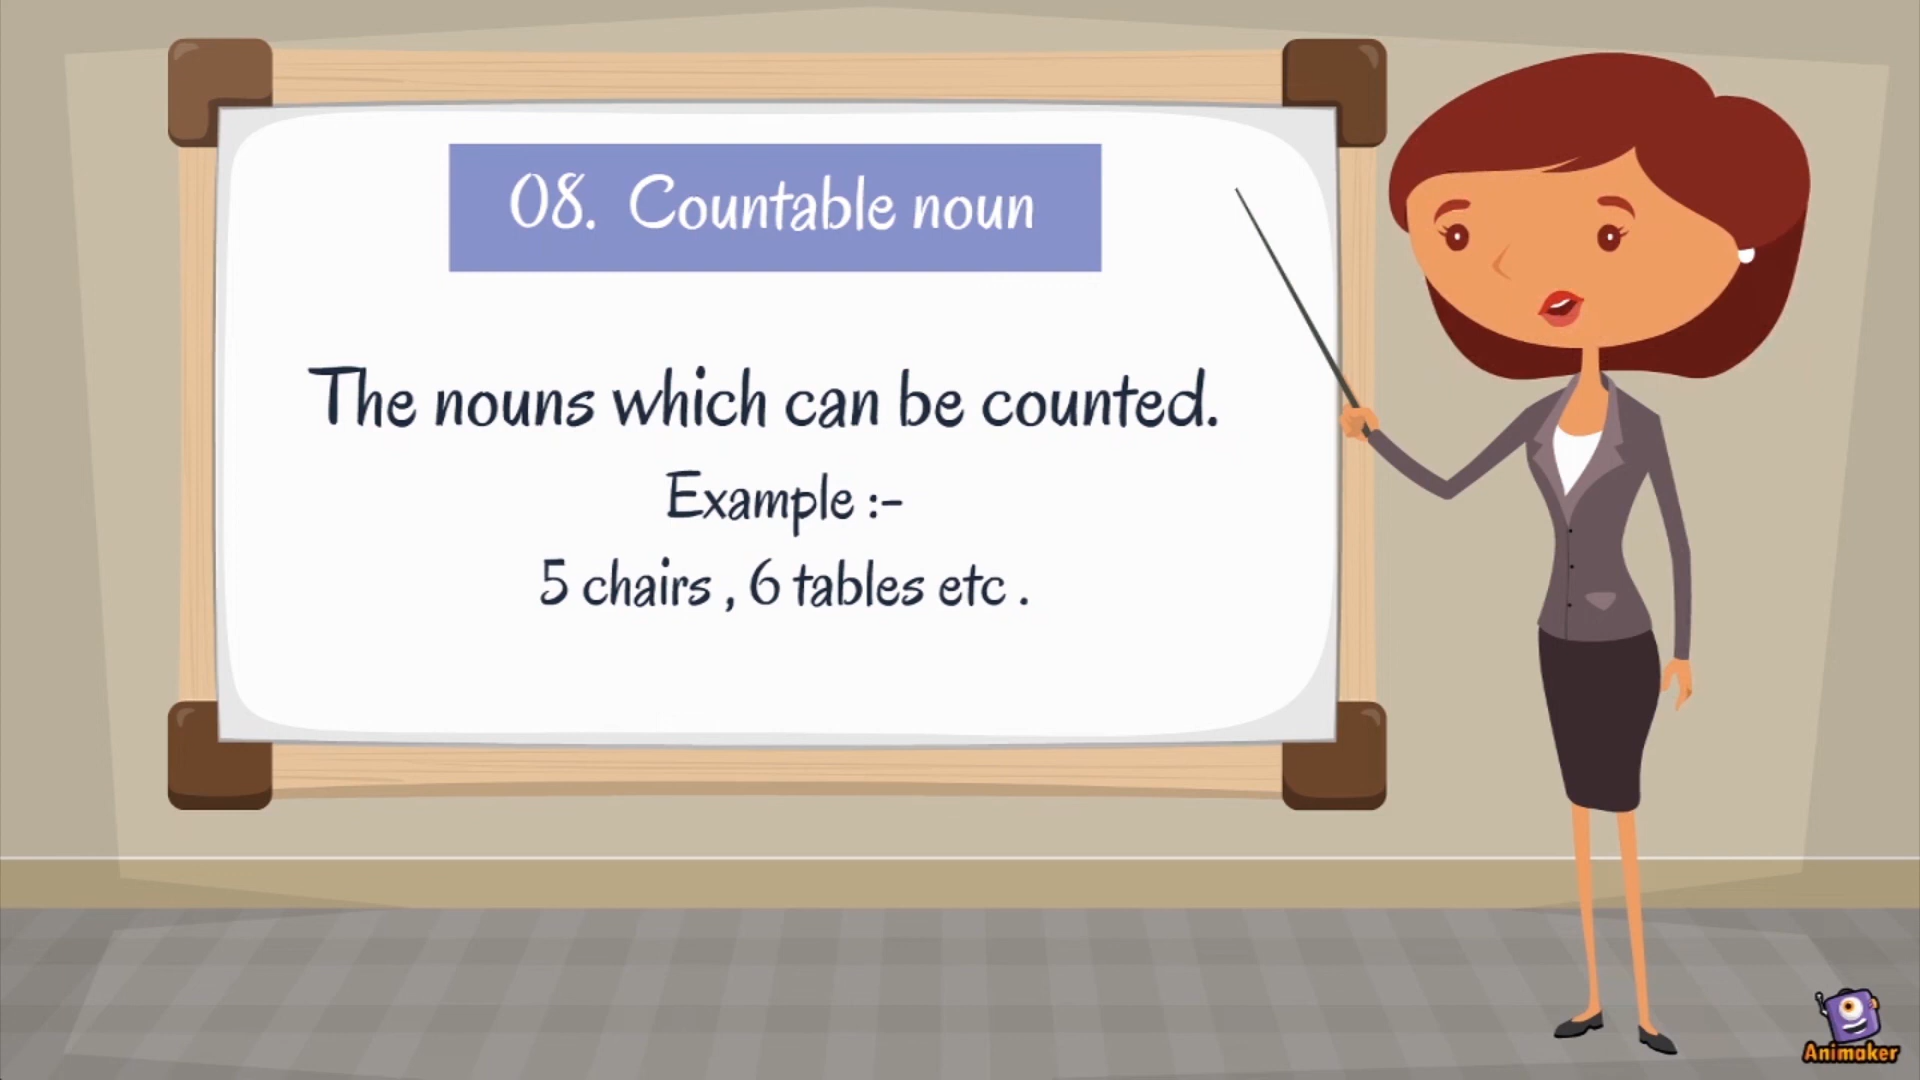 08. Countable noun
The nouns which can be counted.
Example :-
5 chairs , 6 tables etc .
Animaker